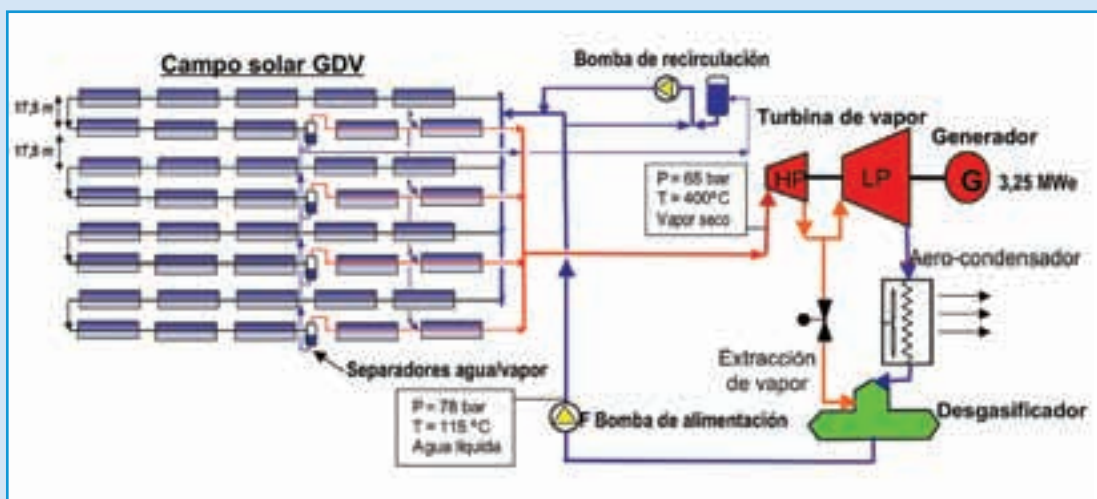 Campo solar GDV
17,5 m
17,5 m
Separadores agua/vapor
Bomba de recirculación
Turbina de vapor
Generador
HP
LP
G
3,25 MWe
P = 65 bar
T = 400ºC
Vapor seco
Aero-condensador
Extracción
de vapor
P = 78 bar
T = 115 ºC
Agua líquida
F Bomba de alimentación
Desgasificador